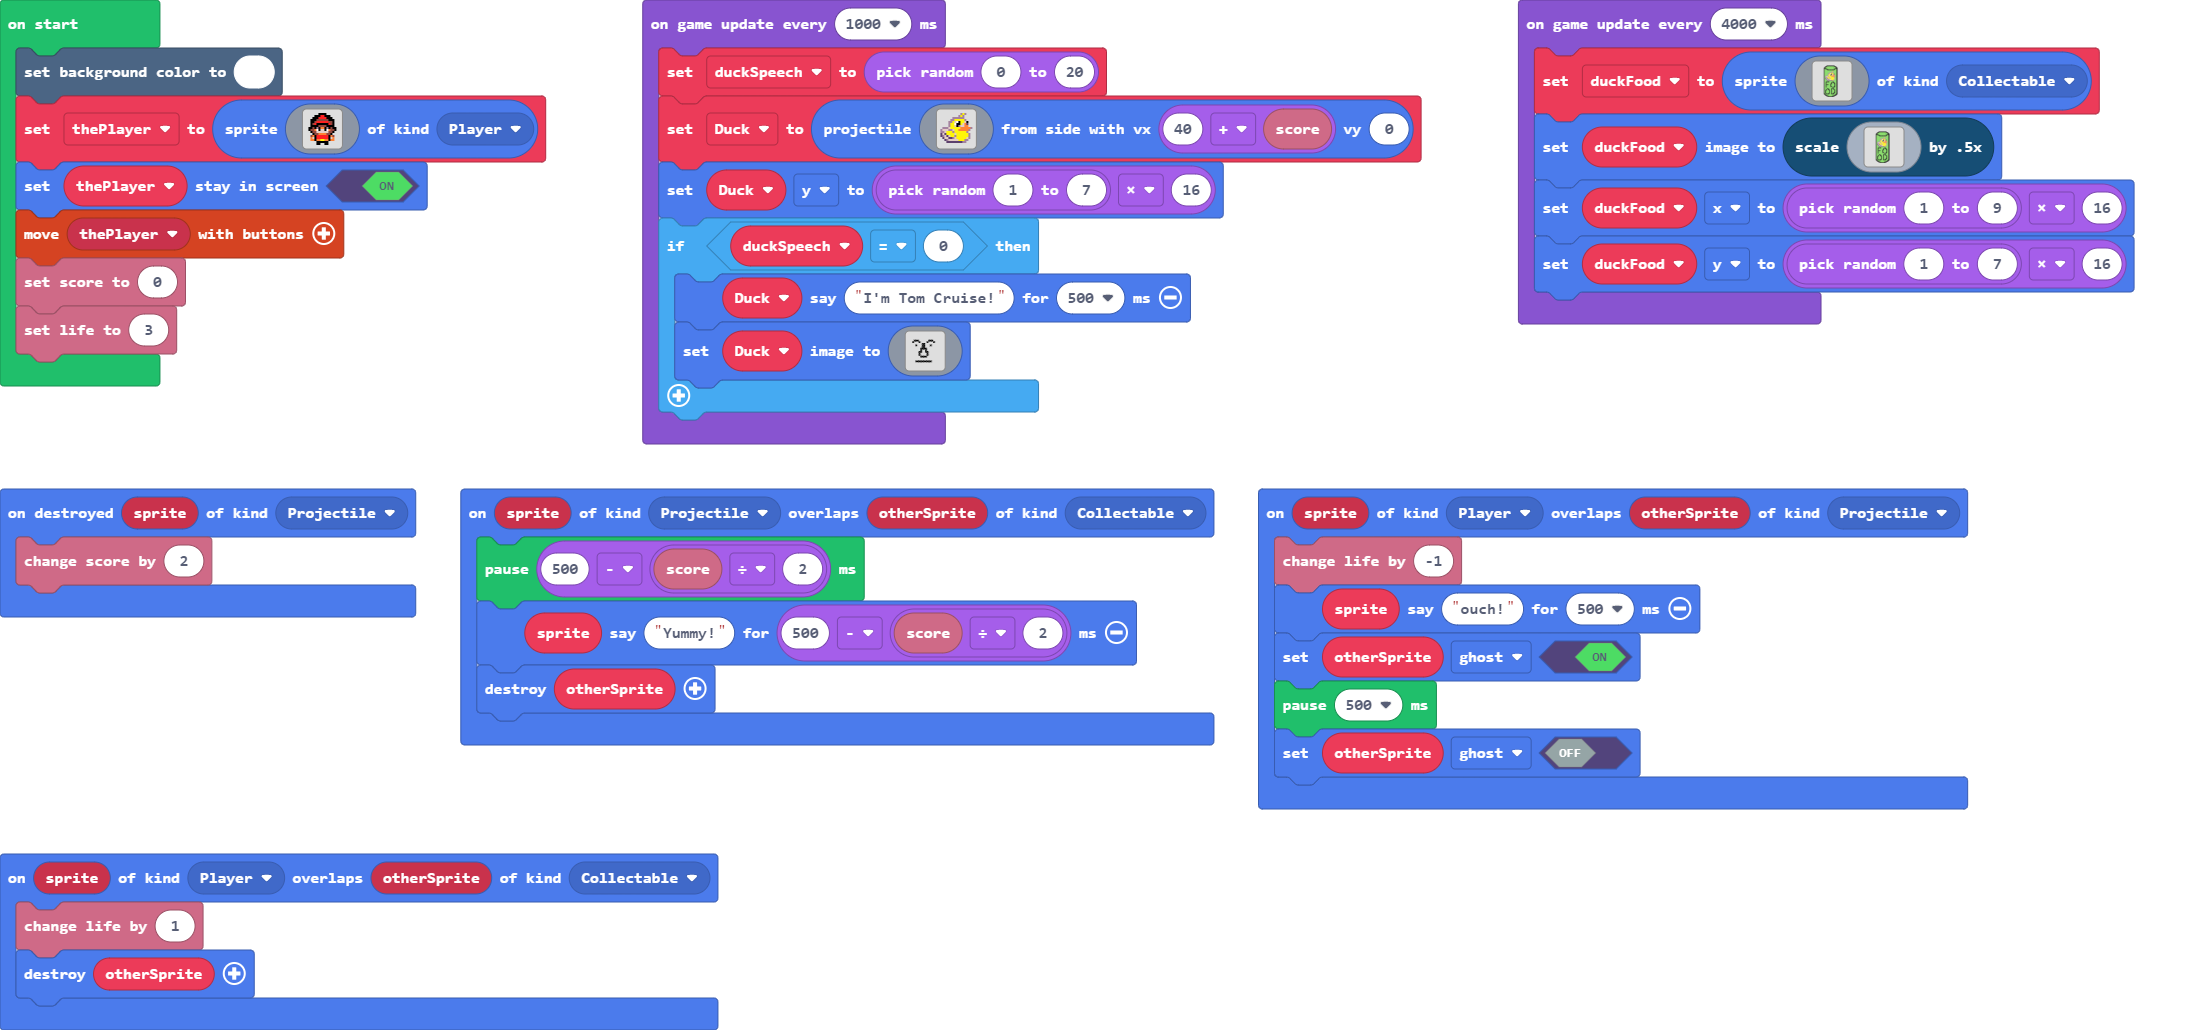 on start
set background color to
set thePlayer to sprite of kind Player
set thePlayer stay in screen ON
move thePlayer with buttons
set score to 0
set life to 3
on game update every 1000 ms
set duckSpeech to pick random 0 to 20
set Duck to projectile from side with vx 40 + score vy 0
set Duck y to pick random 1 to 7 × 16
if duckSpeech = 0 then
Duck say "I'm Tom Cruise!" for 500 ms
set Duck image to
on game update every 4000 ms
set duckFood to sprite of kind Collectable
set duckFood image to scale by .5x
set duckFood x to pick random 1 to 9 × 16
set duckFood y to pick random 1 to 7 × 16
on destroyed sprite of kind Projectile
change score by 2
on sprite of kind Projectile overlaps otherSprite of kind Collectable
pause 500 - score ÷ 2 ms
sprite say "Yummy!" for 500 - score ÷ 2 ms
destroy otherSprite
on sprite of kind Player overlaps otherSprite of kind Projectile
change life by -1
sprite say "ouch!" for 500 ms
set otherSprite ghost ON
pause 500 ms
set otherSprite ghost OFF
on sprite of kind Player overlaps otherSprite of kind Collectable
change life by 1
destroy otherSprite